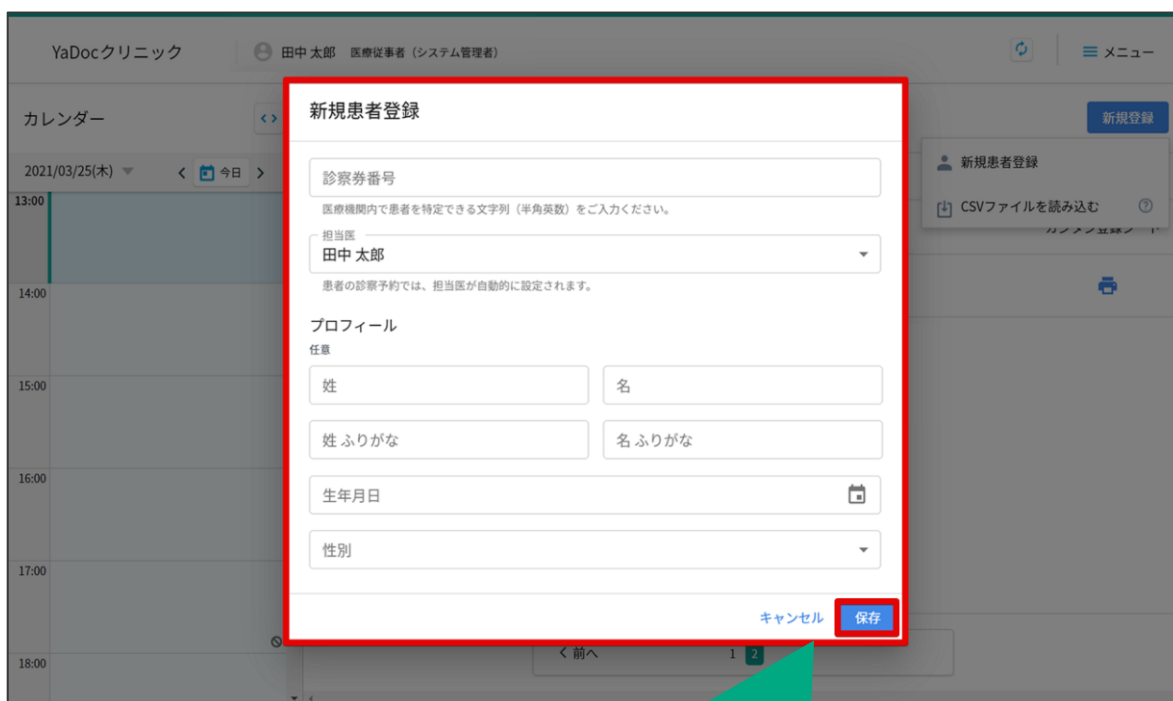 YaDocクリニック
田中 太郎 医療従事者（システム管理者）
メニュー
カレンダー
新規登録
2021/03/25(木)
今日
新規患者登録
CSVファイルを読み込む
13:00
14:00
15:00
16:00
17:00
18:00
新規患者登録
診察券番号
医療機関内で患者を特定できる文字列（半角英数）をご入力ください。
担当医
田中 太郎
患者の診察予約では、担当医が自動的に設定されます。
プロフィール
任意
姓
名
姓 ふりがな
名 ふりがな
生年月日
性別
キャンセル
保存
前へ
1 2